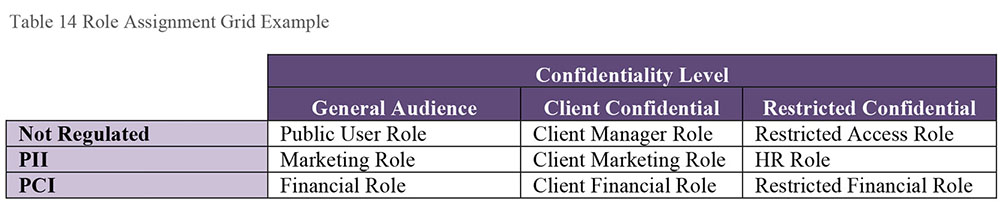 Table 14 Role Assignment Grid Example
Confidentiality Level
General Audience Client Confidential Restricted Confidential
Not Regulated Public User Role Client Manager Role Restricted Access Role
PII Marketing Role Client Marketing Role HR Role
PCI Financial Role Client Financial Role Restricted Financial Role